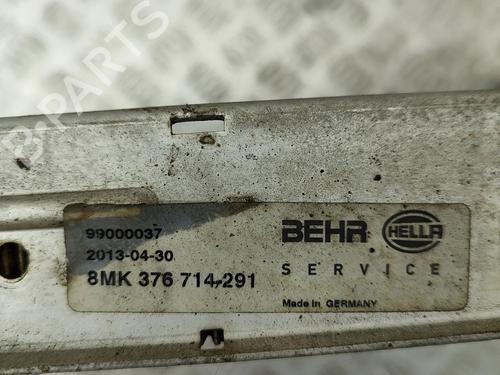 B-PARTS
99000037
2013-04-30
8MK 376 714-291
BEHR HELLA
SERVICE
Made in GERMANY